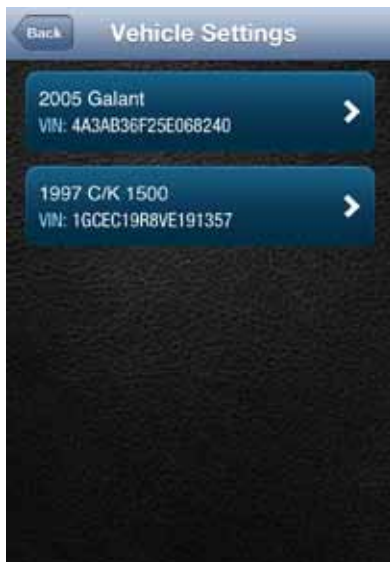 Back
Vehicle Settings
2005 Galant
VIN: 4A3AB36F25E068240
1997 C/K 1500
VIN: 1GCEC19R8VE191357